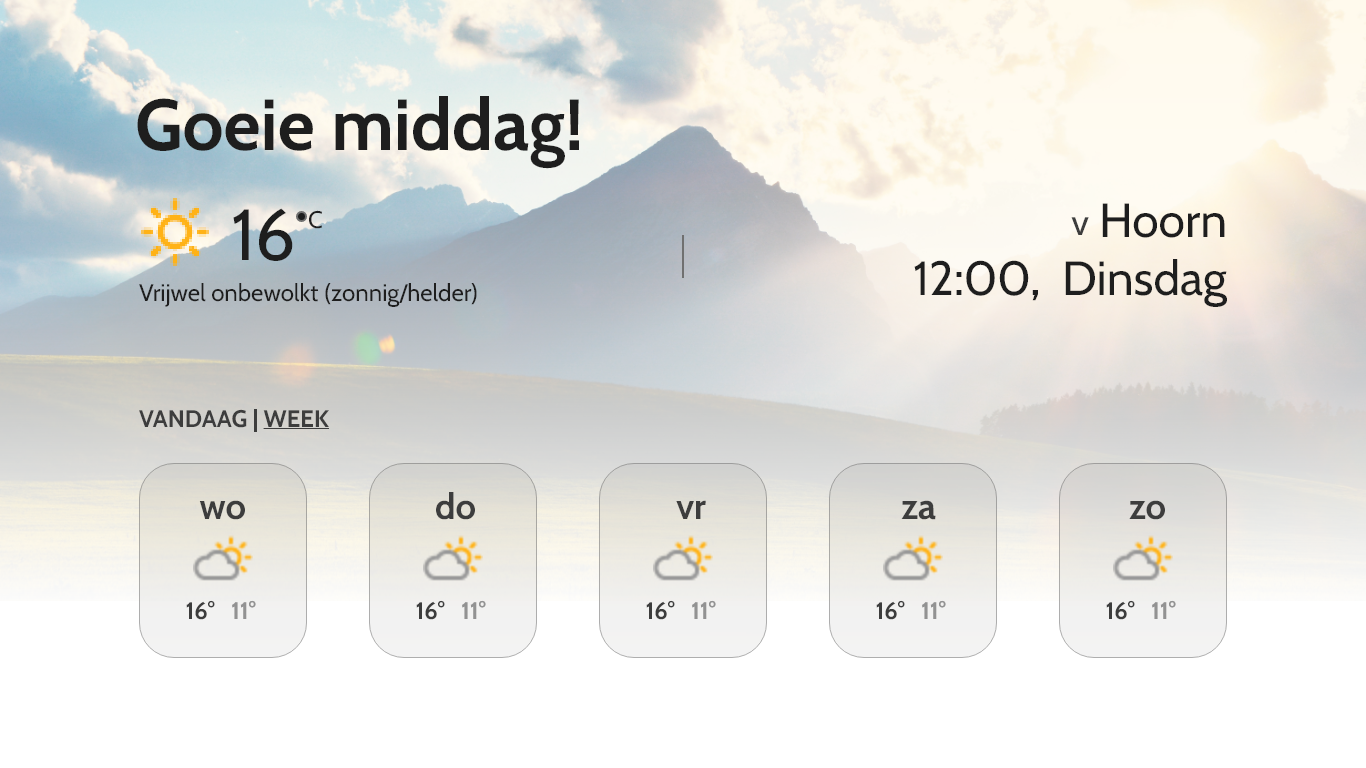 Goeie middag!
16°C
Vrijwel onbewolkt (zonnig/helder)
v Hoorn
12:00, Dinsdag
VANDAAG | WEEK
wo
16° 11°
do
16° 11°
vr
16° 11°
za
16° 11°
zo
16° 11°